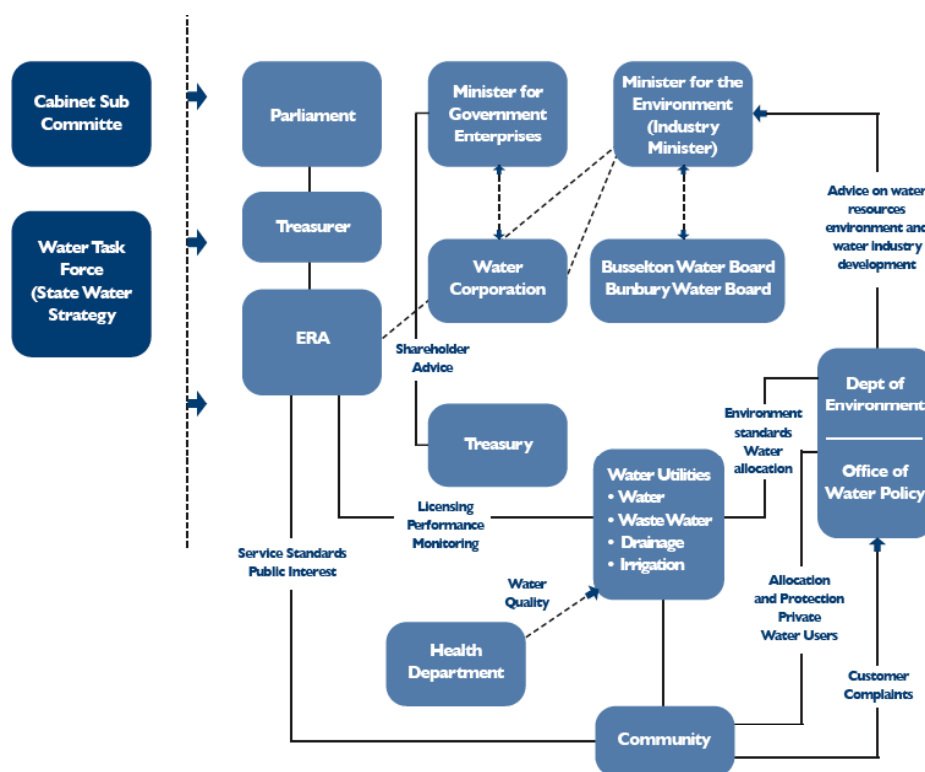 Cabinet Sub
Committe
Parliament
Minister for
Government
Enterprises
Minister for the
Environment
(Industry
Minister)
Water Task
Force
(State Water
Strategy
Treasurer
Water
Corporation
Busselton Water Board
Bunbury Water Board
Advice on water
resources
environment and
water industry
development
ERA
Shareholder
Advice
Treasury
Environment
standards
Water
allocation
Dept of
Environment
Office of
Water Policy
Water Utilities
• Water
• Waste Water
• Drainage
• Irrigation
Licensing
Performance
Monitoring
Service Standards
Public Interest
Water
Quality
Allocation
and Protection
Private
Water Users
Health
Department
Customer
Complaints
Community